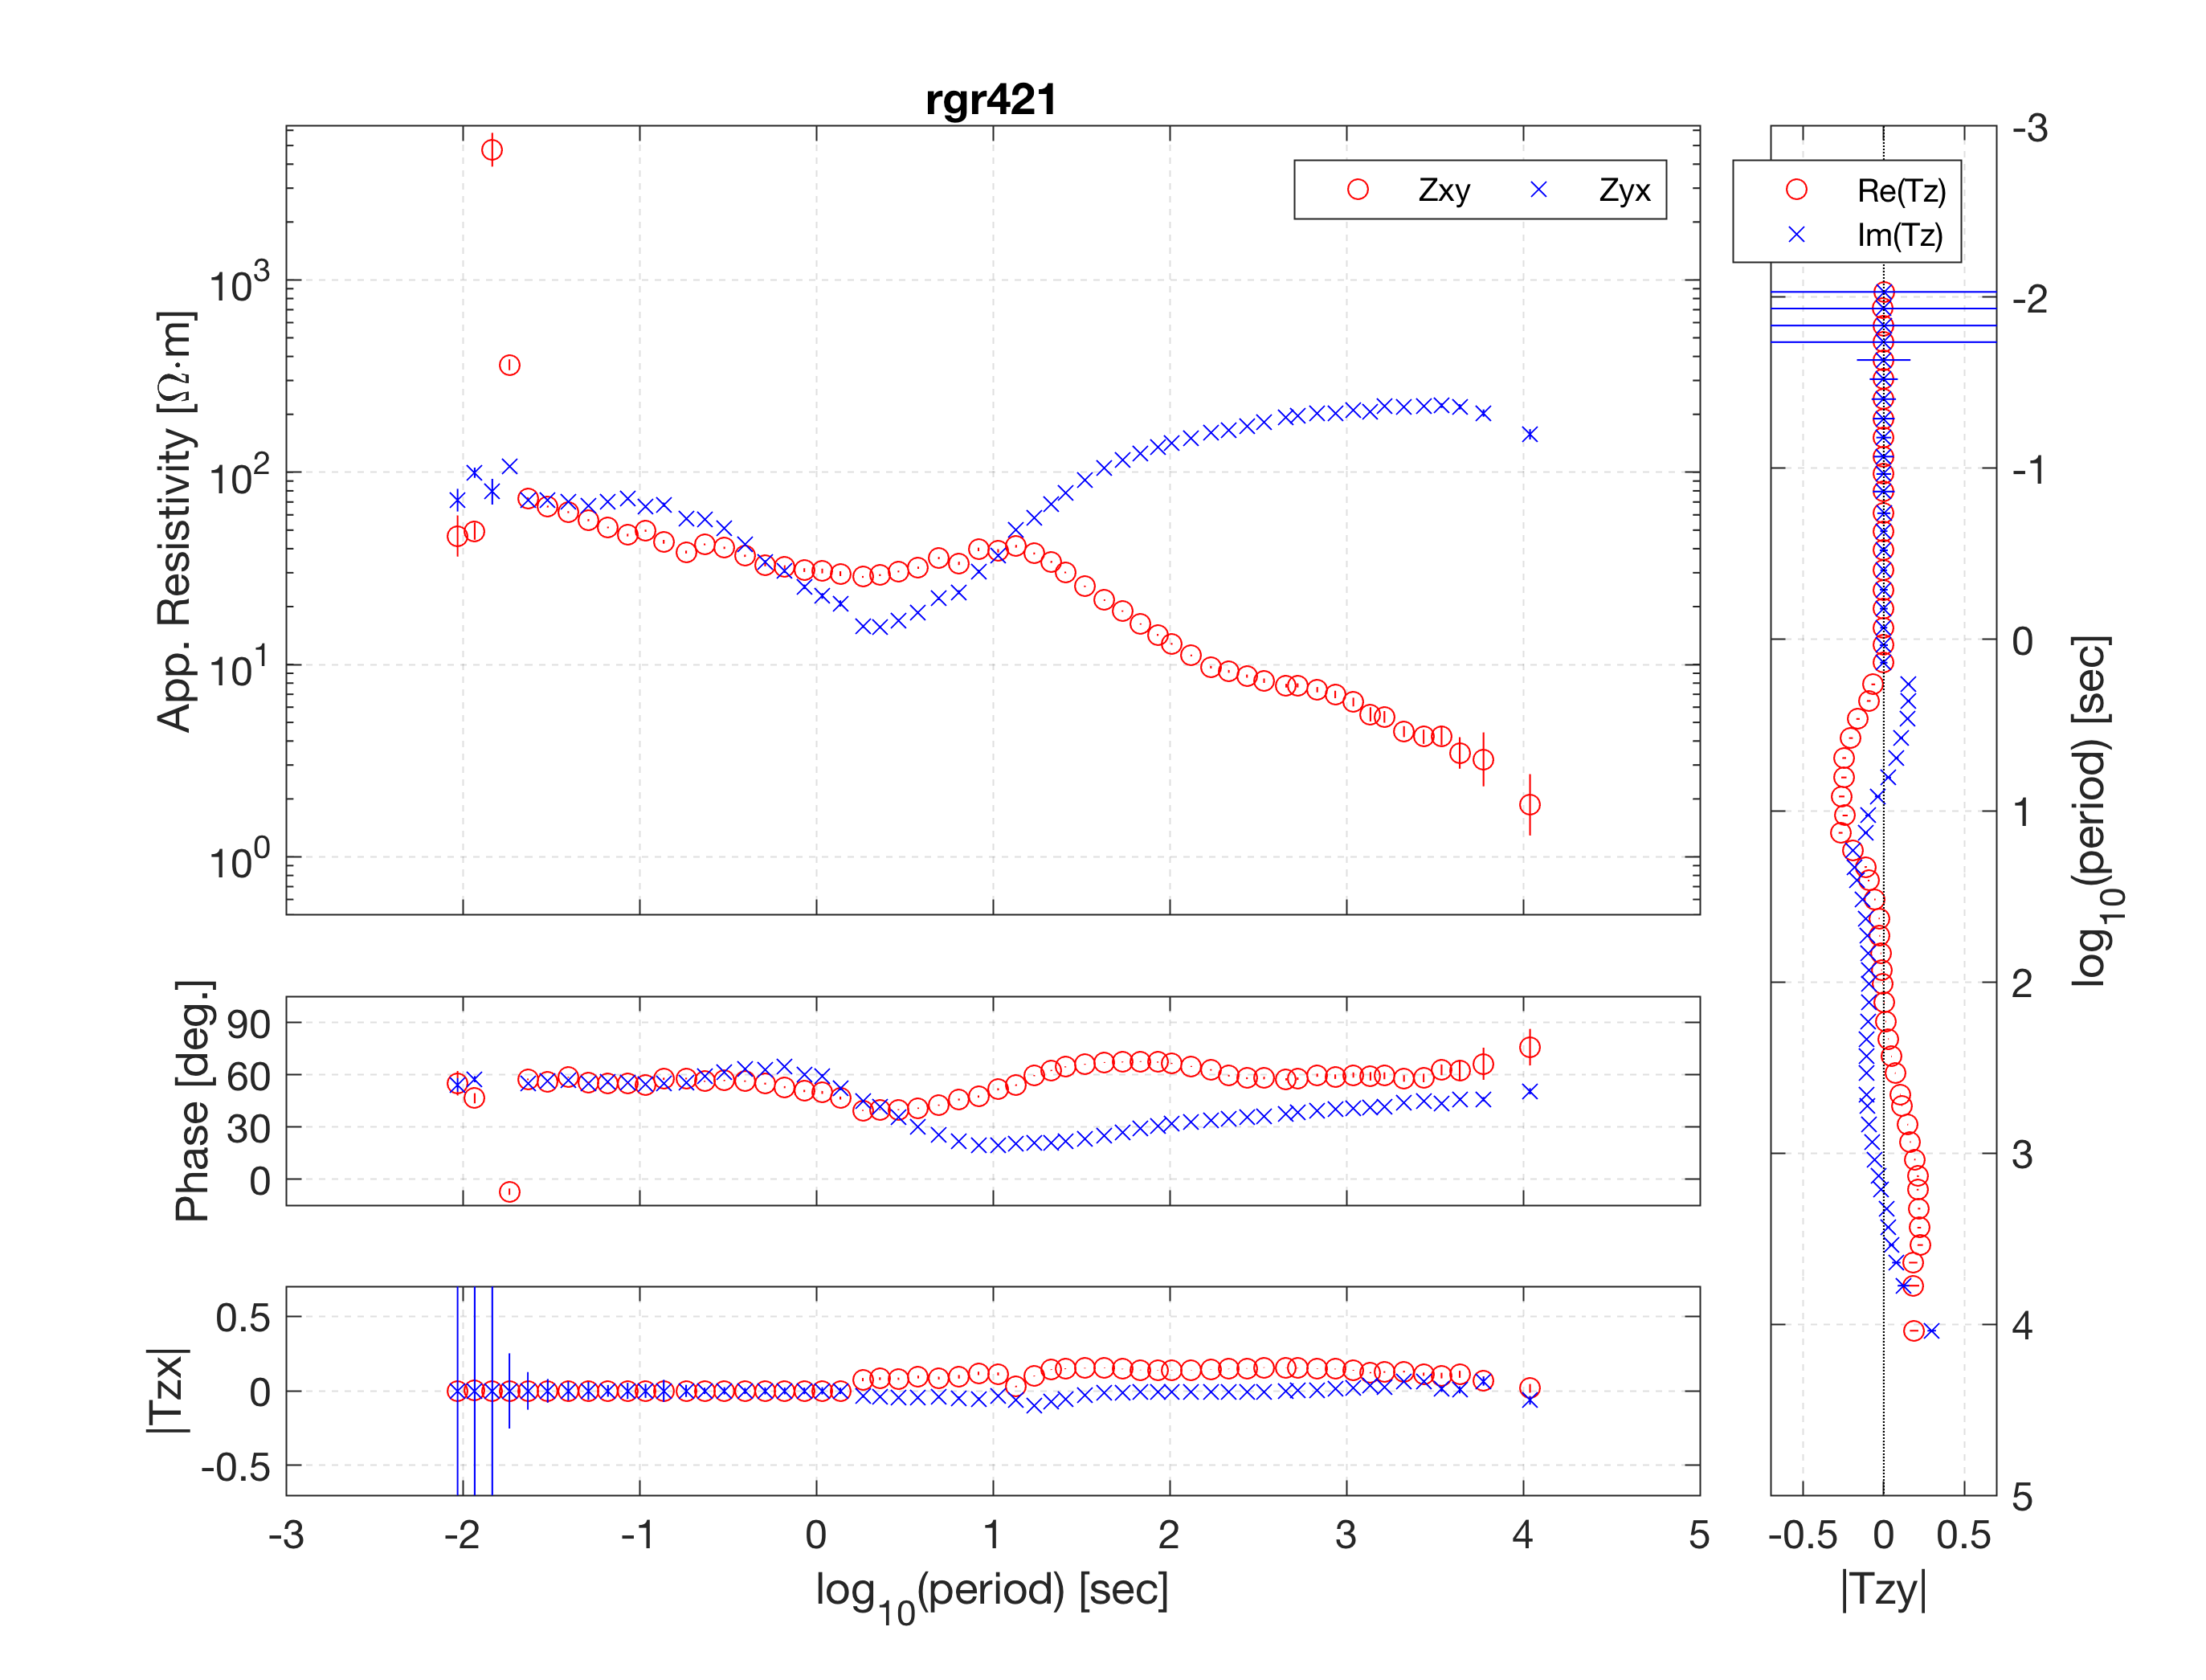 rgr421
Zxy Zyx
Re(Tz)
Im(Tz)
App. Resistivity [Ω·m]
10^3
10^2
10^1
10^0
Phase [deg.]
90
60
30
0
|Tzx|
0.5
0
-0.5
-3 -2 -1 0 1 2 3 4 5
log10(period) [sec]
-3
-2
-1
0
1
2
3
4
5
log10(period) [sec]
-0.5 0 0.5
|Tzy|